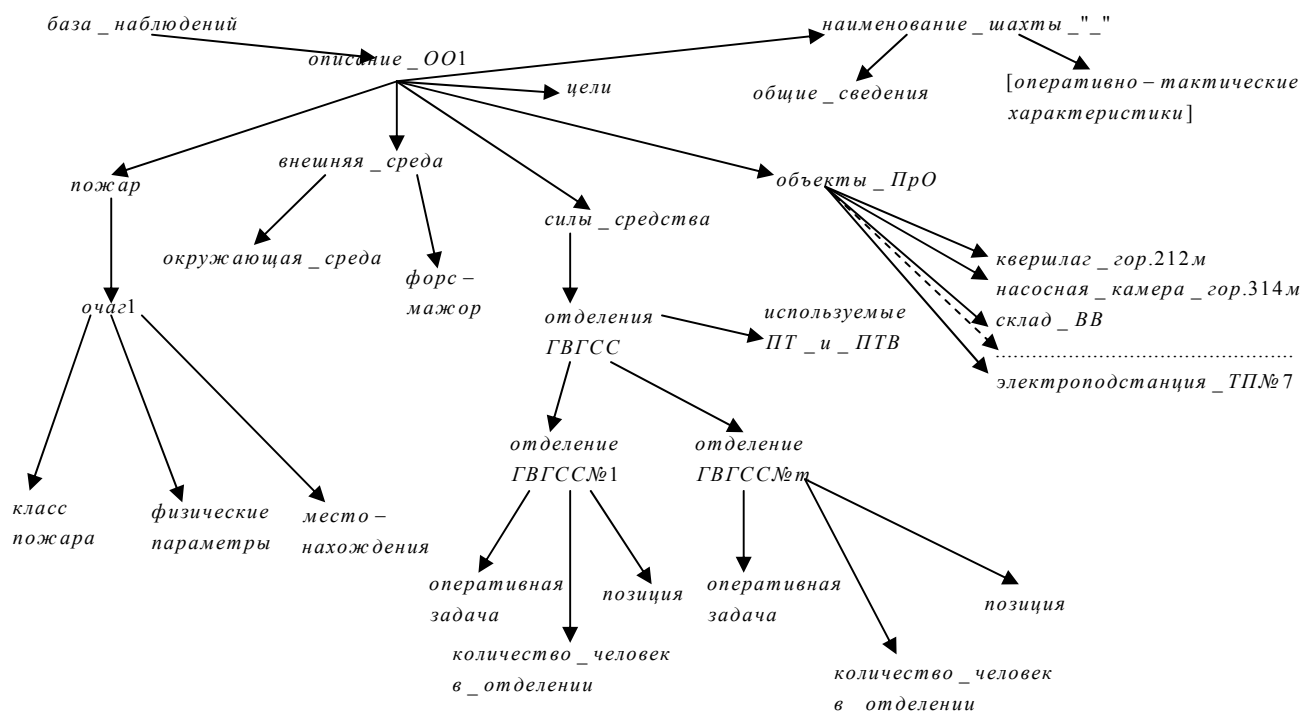 база _ наблюдений
наименование _ шахты _"_"
описание _ ОО1
цели
общие _ сведения
[оперативно – тактические
характеристики]
внешняя _ среда
пожар
объекты _ ПрО
силы _ средства
окружающая _ среда
форс –
мажор
квершлаг _ гор.212м
насосная _ камера _ гор.314м
склад _ ВВ
..............................................
электроподстанция _ ТП№7
очаг1
отделения
ГВГСС
используемые
ПТ _ и _ ПТВ
отделение
ГВГСС№1
отделение
ГВГСС№m
класс
пожара
физические
параметры
место –
нахождения
оперативная
задача
позиция
оперативная
задача
позиция
количество _ человек
в _ отделении
количество _ человек
в отделении